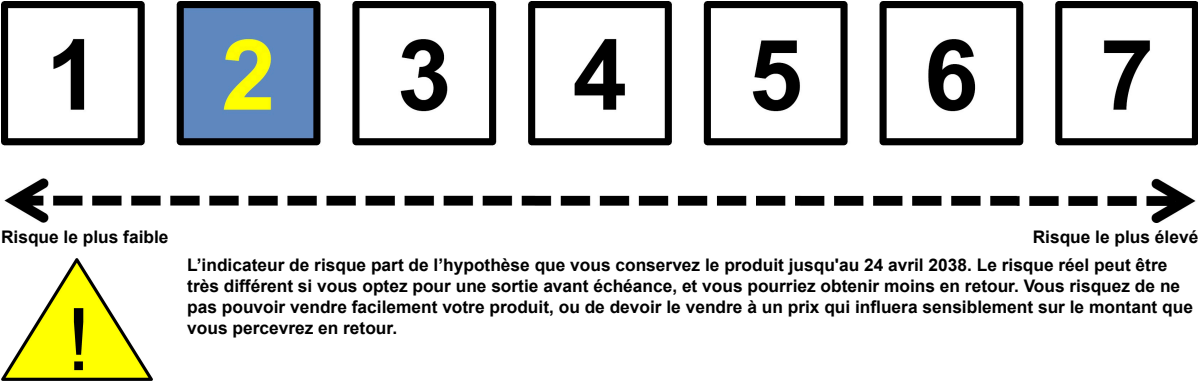 1 2 3 4 5 6 7
Risque le plus faible Risque le plus élevé
L’indicateur de risque part de l’hypothèse que vous conservez le produit jusqu'au 24 avril 2038. Le risque réel peut être
très différent si vous optez pour une sortie avant échéance, et vous pourriez obtenir moins en retour. Vous risquez de ne
pas pouvoir vendre facilement votre produit, ou de devoir le vendre à un prix qui influera sensiblement sur le montant que
vous percevrez en retour.
!